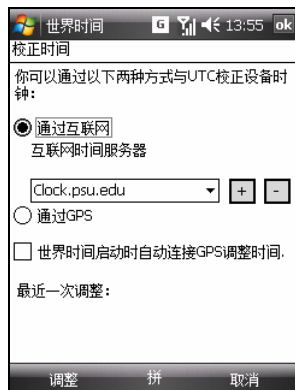 世界时间 G 13:55 ok
校正时间
你可以通过以下两种方式与UTC校正设备时
钟：
通过互联网
互联网时间服务器
Clock.psu.edu + -
通过GPS
世界时间启动时自动连接GPS调整时间.
最近一次调整：
调整 拼 取消